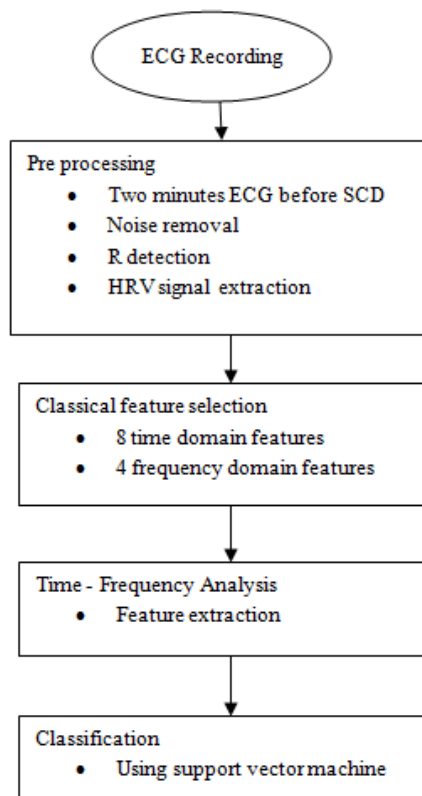 ECG Recording
Pre processing
• Two minutes ECG before SCD
• Noise removal
• R detection
• HRV signal extraction
Classical feature selection
• 8 time domain features
• 4 frequency domain features
Time - Frequency Analysis
• Feature extraction
Classification
• Using support vector machine